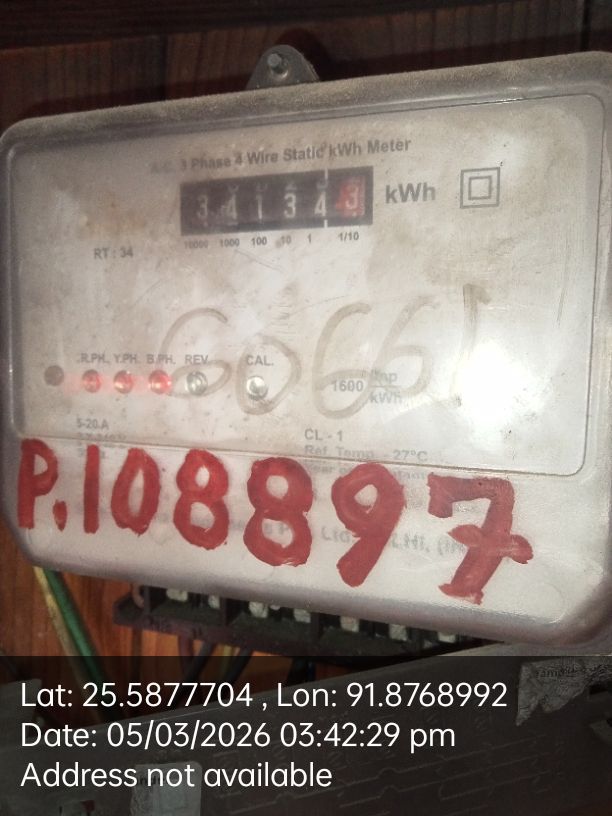 A.C. 3 Phase 4 Wire Static kWh Meter
3 4 1 3 4 3 kWh
10000 1000 100 10 1 1/10
RT : 34
60661
R.PH. Y.PH. B.PH. REV. CAL.
1600 Imp/kWh
5-20.A
CL - 1
Ref. Temp. - 27°C
P.108897
Lat: 25.5877704 , Lon: 91.8768992
Date: 05/03/2026 03:42:29 pm
Address not available